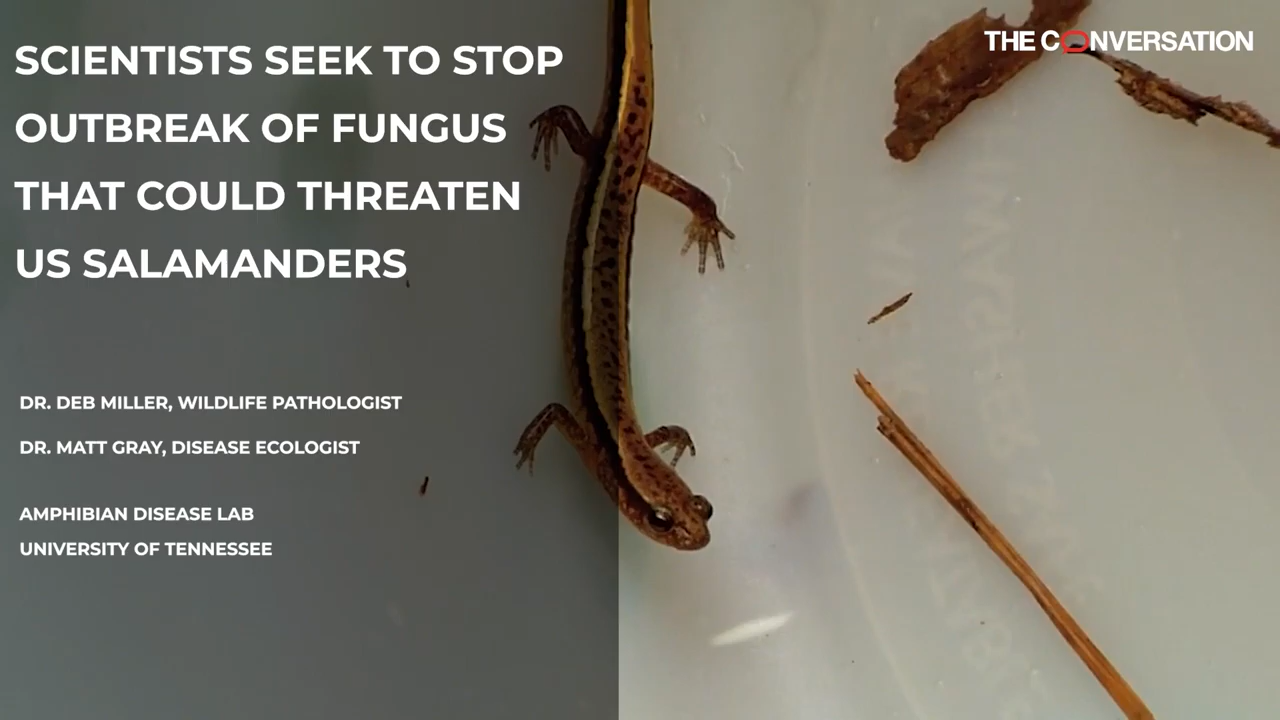 SCIENTISTS SEEK TO STOP
OUTBREAK OF FUNGUS
THAT COULD THREATEN
US SALAMANDERS
THE CONVERSATION
DR. DEB MILLER, WILDLIFE PATHOLOGIST
DR. MATT GRAY, DISEASE ECOLOGIST
AMPHIBIAN DISEASE LAB
UNIVERSITY OF TENNESSEE